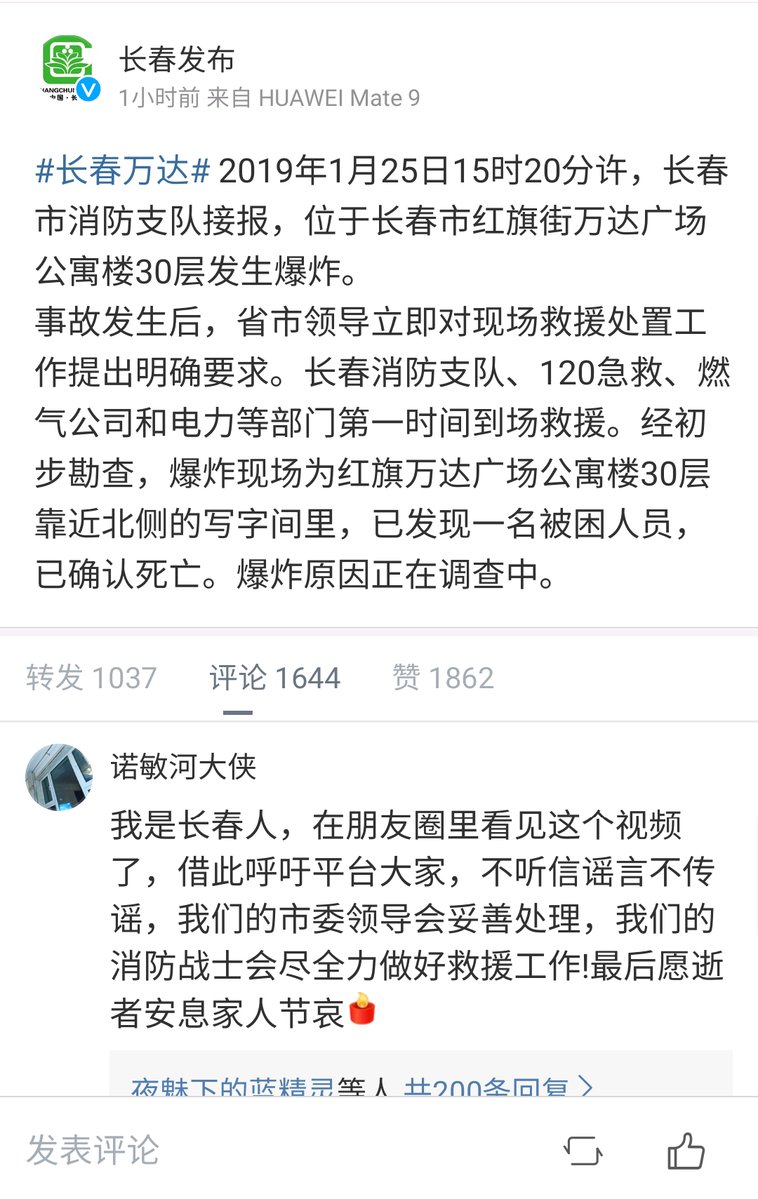 长春发布
1小时前 来自 HUAWEI Mate 9
#长春万达# 2019年1月25日15时20分许，长春
市消防支队接报，位于长春市红旗街万达广场
公寓楼30层发生爆炸。
事故发生后，省市领导立即对现场救援处置工
作提出明确要求。长春消防支队、120急救、燃
气公司和电力等部门第一时间到场救援。经初
步勘查，爆炸现场为红旗万达广场公寓楼30层
靠近北侧的写字间里，已发现一名被困人员，
已确认死亡。爆炸原因正在调查中。
转发 1037 评论 1644 赞 1862
诺敏河大侠
我是长春人，在朋友圈里看见这个视频
了，借此呼吁平台大家，不听信谣言不传
谣，我们的市委领导会妥善处理，我们的
消防战士会尽全力做好救援工作!最后愿逝
者安息家人节哀
夜魅下的蓝精灵等人 共200条回复
发表评论